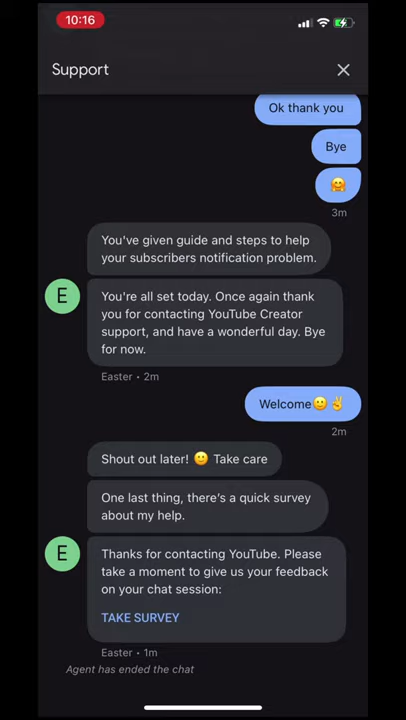 10:16
Support
Ok thank you
Bye
🤗
3m
You've given guide and steps to help
your subscribers notification problem.
E
You're all set today. Once again thank
you for contacting YouTube Creator
support, and have a wonderful day. Bye
for now.
Easter • 2m
Welcome🙂✌️
2m
Shout out later! 🙂 Take care
One last thing, there's a quick survey
about my help.
E
Thanks for contacting YouTube. Please
take a moment to give us your feedback
on your chat session:
TAKE SURVEY
Easter • 1m
Agent has ended the chat